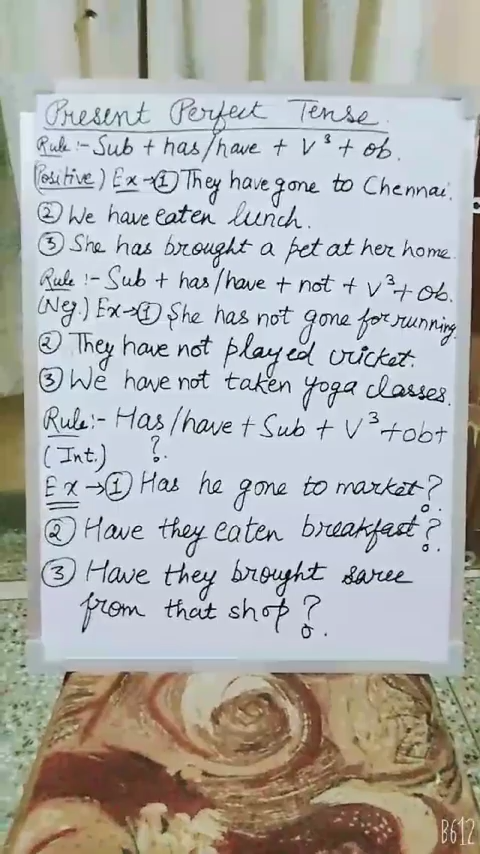 Present Perfect Tense.
Rule:- Sub + has/have + V³ + ob.
(Positive) Ex→① They have gone to Chennai.
② We have eaten lunch.
③ She has brought a pet at her home.
Rule:- Sub + has/have + not + V³ + ob.
(Neg.) Ex→① She has not gone for running.
② They have not played cricket.
③ We have not taken yoga classes.
Rule:- Has/have + Sub + V³ + ob +
(Int.) ?
Ex→① Has he gone to market?
② Have they eaten breakfast?
③ Have they brought saree
from that shop?
B612